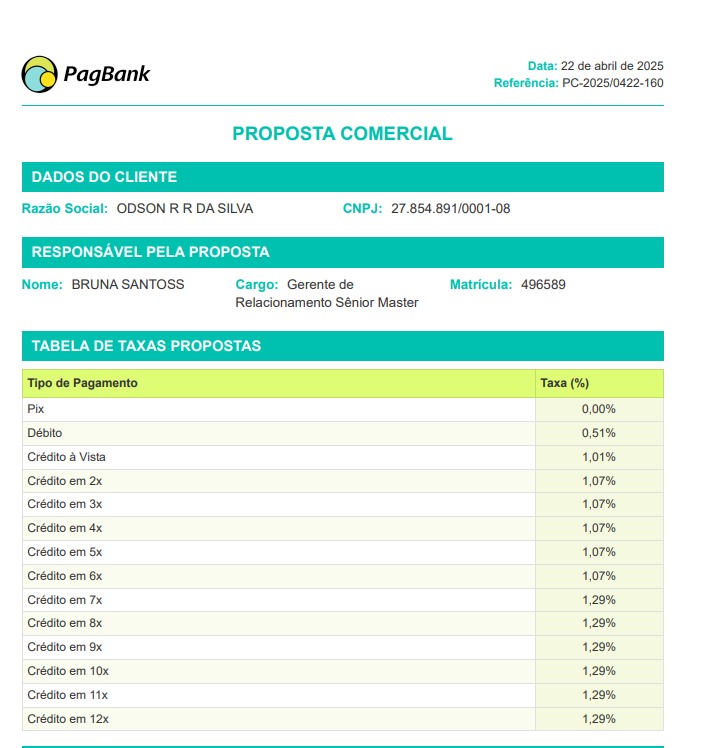 PagBank
Data: 22 de abril de 2025
Referência: PC-2025/0422-160
PROPOSTA COMERCIAL
DADOS DO CLIENTE
Razão Social: ODSON R R DA SILVA CNPJ: 27.854.891/0001-08
RESPONSÁVEL PELA PROPOSTA
Nome: BRUNA SANTOSS Cargo: Gerente de Matrícula: 496589
Relacionamento Sênior Master
TABELA DE TAXAS PROPOSTAS
Tipo de Pagamento Taxa (%)
Pix 0,00%
Débito 0,51%
Crédito à Vista 1,01%
Crédito em 2x 1,07%
Crédito em 3x 1,07%
Crédito em 4x 1,07%
Crédito em 5x 1,07%
Crédito em 6x 1,07%
Crédito em 7x 1,29%
Crédito em 8x 1,29%
Crédito em 9x 1,29%
Crédito em 10x 1,29%
Crédito em 11x 1,29%
Crédito em 12x 1,29%